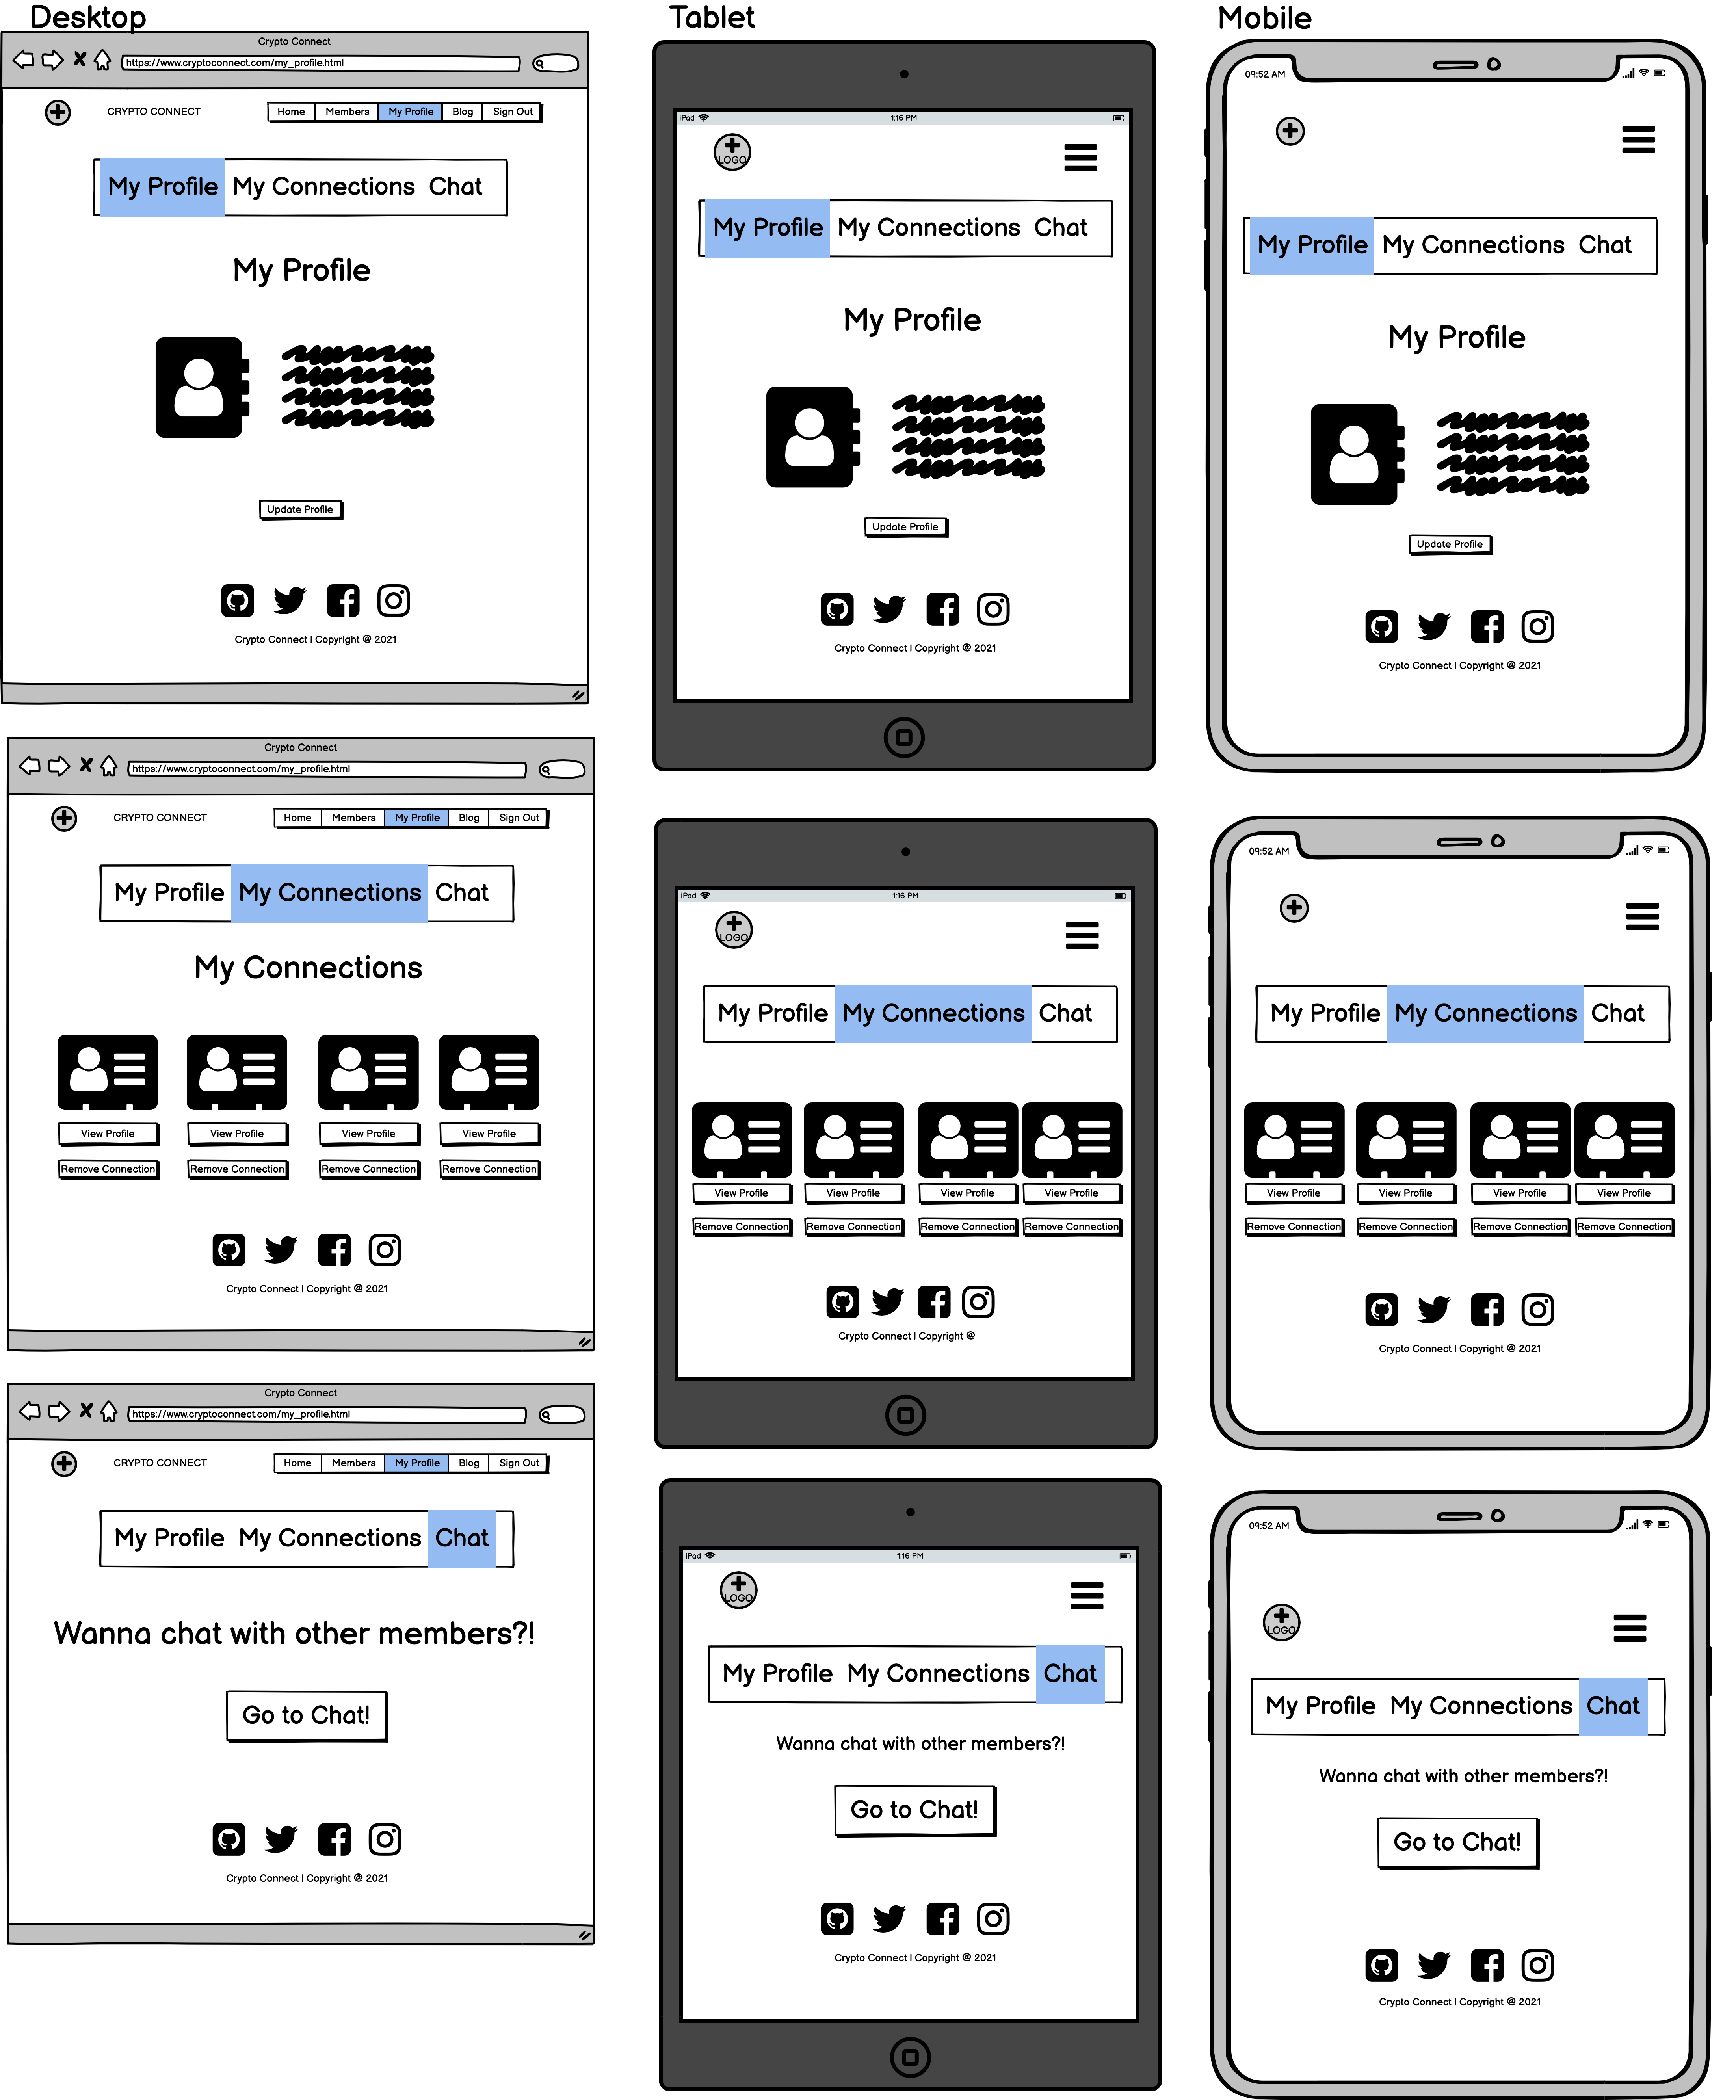 Desktop
Tablet
Mobile
Crypto Connect
https://www.cryptoconnect.com/my_profile.html
CRYPTO CONNECT
Home Members My Profile Blog Sign Out
My Profile My Connections Chat
My Profile
Update Profile
Crypto Connect | Copyright @ 2021
iPad 1:16 PM
LOGO
My Profile My Connections Chat
My Profile
Update Profile
Crypto Connect | Copyright @ 2021
09:52 AM
My Profile My Connections Chat
My Profile
Update Profile
Crypto Connect | Copyright @ 2021
Crypto Connect
https://www.cryptoconnect.com/my_profile.html
CRYPTO CONNECT
Home Members My Profile Blog Sign Out
My Profile My Connections Chat
My Connections
View Profile View Profile View Profile View Profile
Remove Connection Remove Connection Remove Connection Remove Connection
Crypto Connect | Copyright @ 2021
iPad 1:16 PM
LOGO
My Profile My Connections Chat
View Profile View Profile View Profile View Profile
Remove Connection Remove Connection Remove Connection Remove Connection
Crypto Connect | Copyright @
09:52 AM
My Profile My Connections Chat
View Profile View Profile View Profile View Profile
Remove Connection Remove Connection Remove Connection Remove Connection
Crypto Connect | Copyright @ 2021
Crypto Connect
https://www.cryptoconnect.com/my_profile.html
CRYPTO CONNECT
Home Members My Profile Blog Sign Out
My Profile My Connections Chat
Wanna chat with other members?!
Go to Chat!
Crypto Connect | Copyright @ 2021
iPad 1:16 PM
LOGO
My Profile My Connections Chat
Wanna chat with other members?!
Go to Chat!
Crypto Connect | Copyright @ 2021
09:52 AM
LOGO
My Profile My Connections Chat
Wanna chat with other members?!
Go to Chat!
Crypto Connect | Copyright @ 2021